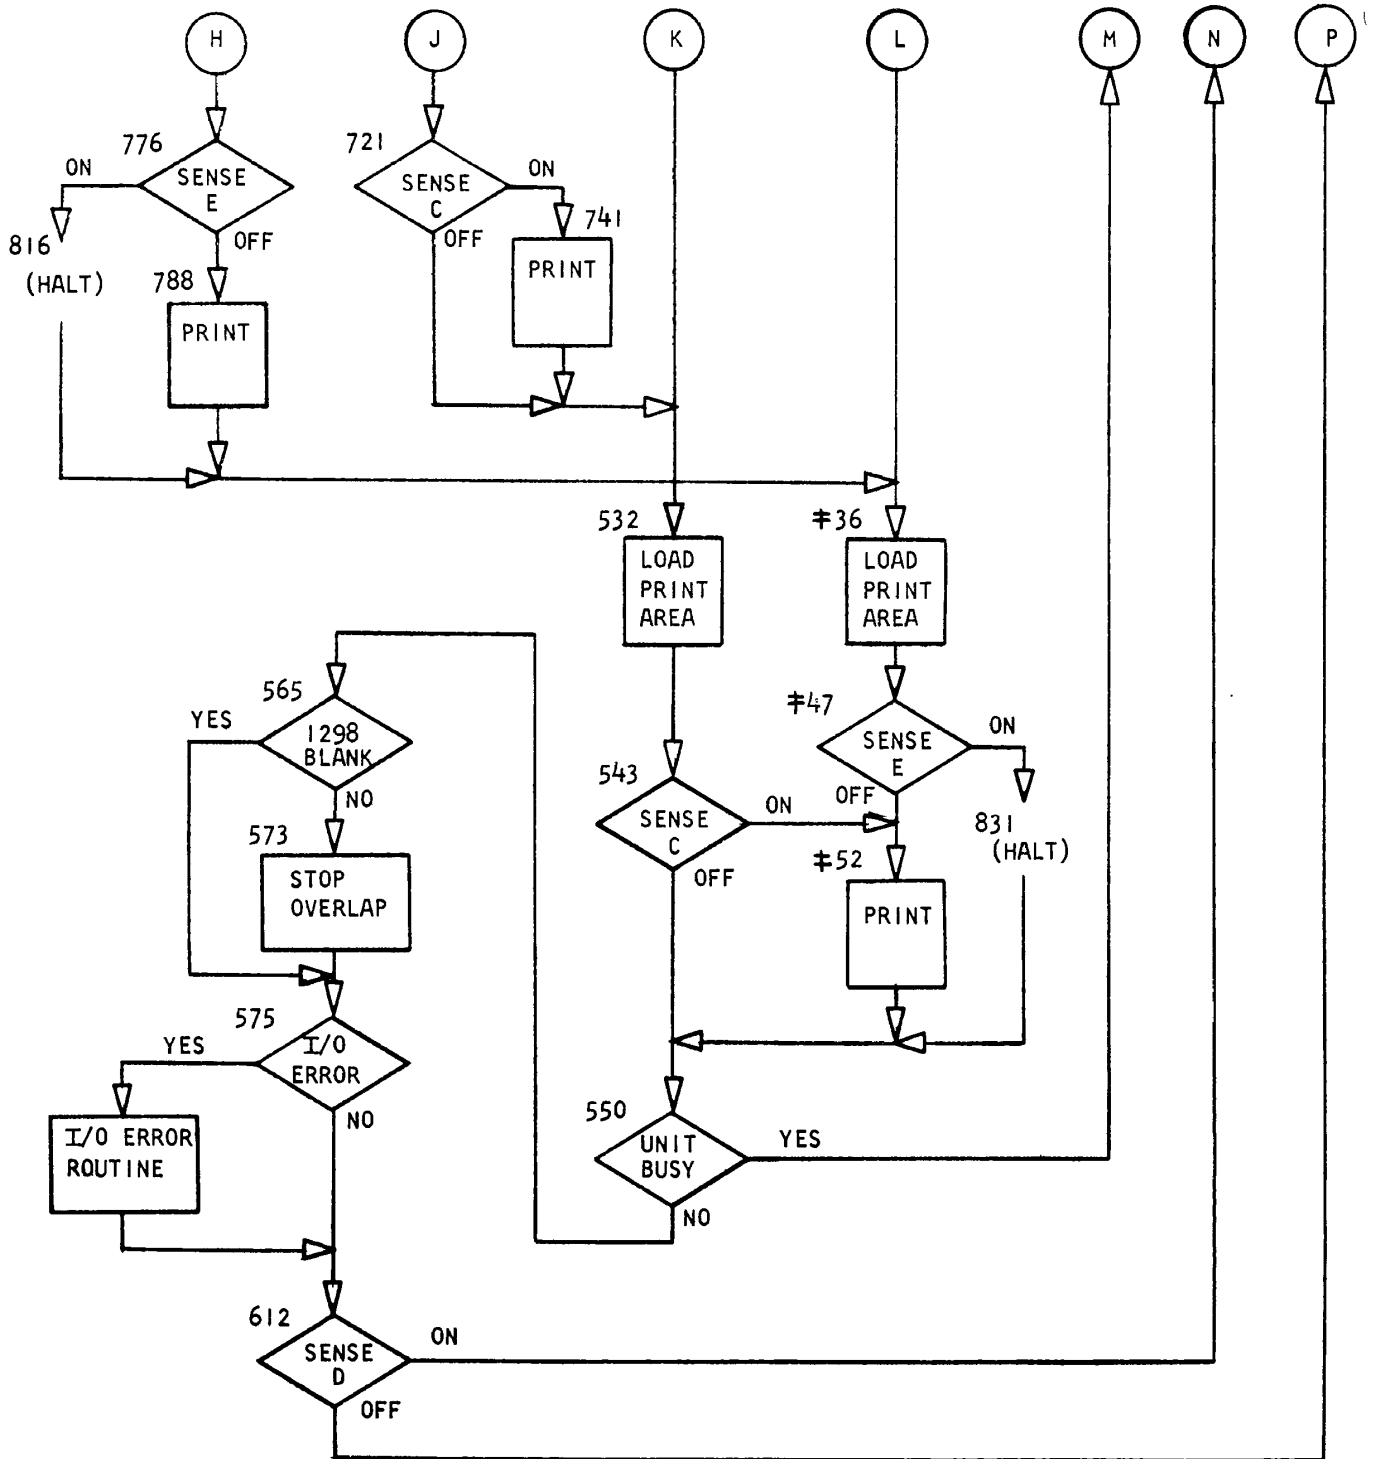 H
J
K
L
M
N
P
776
SENSE
E
ON
OFF
816
(HALT)
788
PRINT
721
SENSE
C
ON
OFF
741
PRINT
532
LOAD
PRINT
AREA
‡36
LOAD
PRINT
AREA
565
1298
BLANK
YES
NO
573
STOP
OVERLAP
543
SENSE
C
ON
OFF
‡47
SENSE
E
ON
OFF
831
(HALT)
‡52
PRINT
575
I/O
ERROR
YES
NO
I/O ERROR
ROUTINE
550
UNIT
BUSY
YES
NO
612
SENSE
D
ON
OFF